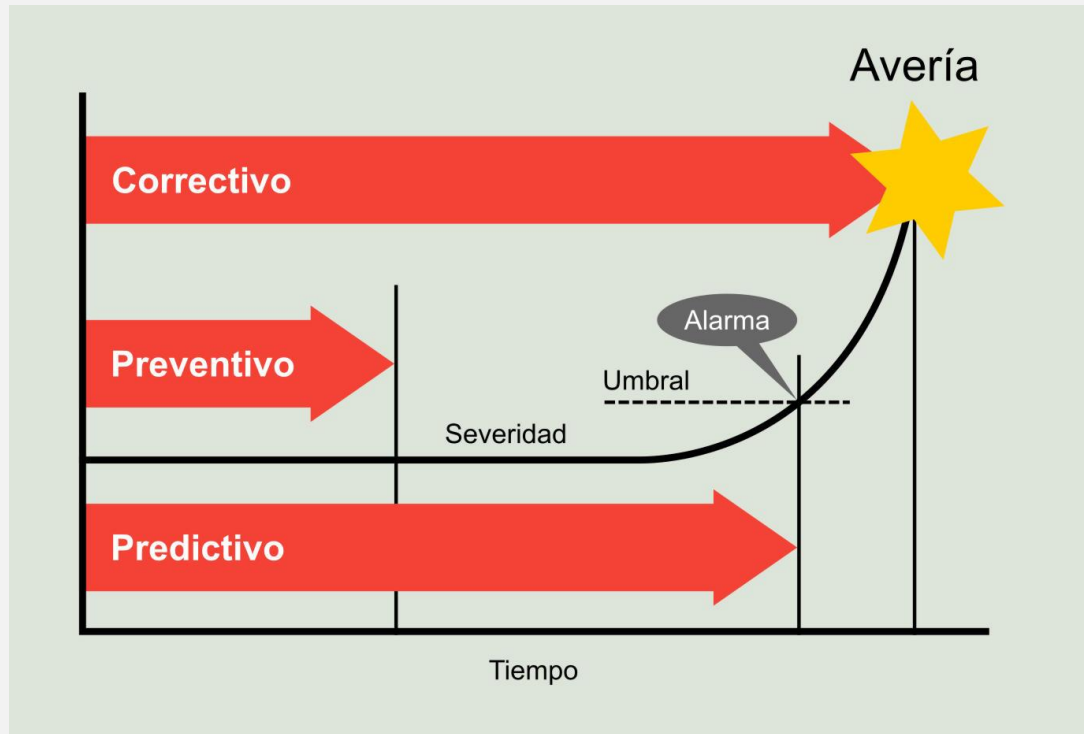 Avería
Correctivo
Alarma
Preventivo
Umbral
Severidad
Predictivo
Tiempo